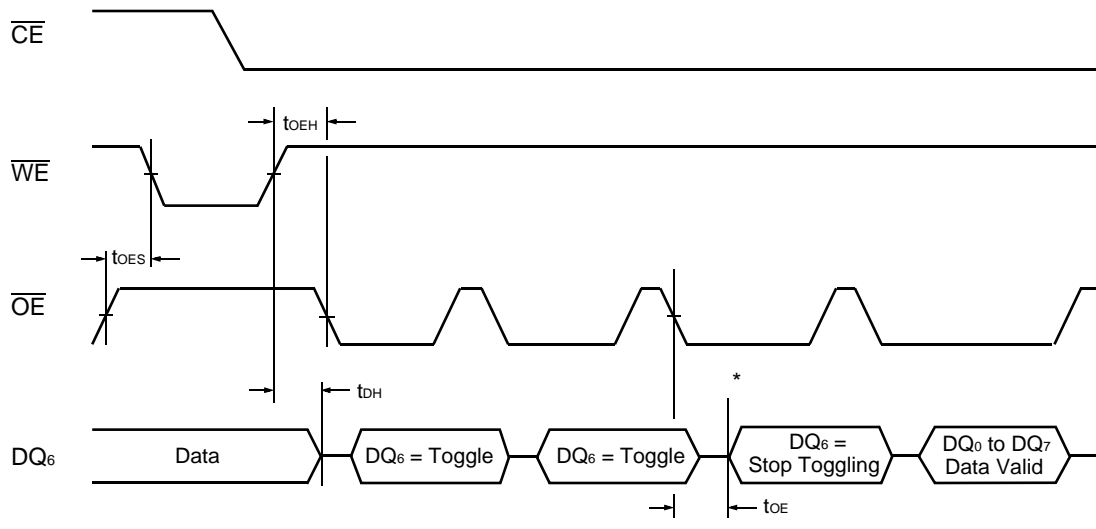 CE
tOEH
WE
tOES
OE
tDH
*
DQ6
Data
DQ6 = Toggle
DQ6 = Toggle
DQ6 =
Stop Toggling
DQ0 to DQ7
Data Valid
tOE